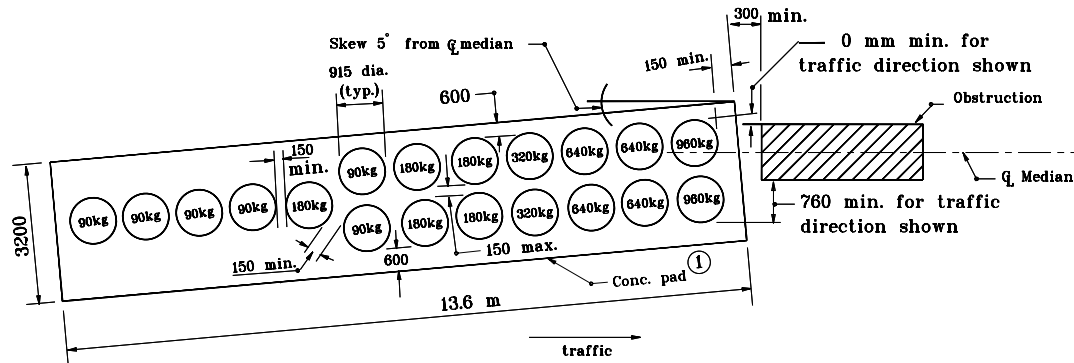 300 min.
Skew 5° from ℄ median
0 mm min. for
traffic direction shown
150 min.
915 dia.
(typ.)
600
Obstruction
150
min.
90kg
180kg
180kg
320kg
640kg
640kg
960kg
℄ Median
90kg
90kg
90kg
90kg
180kg
90kg
180kg
180kg
320kg
640kg
640kg
960kg
760 min. for traffic
direction shown
3200
150 min.
600
150 max.
Conc. pad 1
13.6 m
traffic